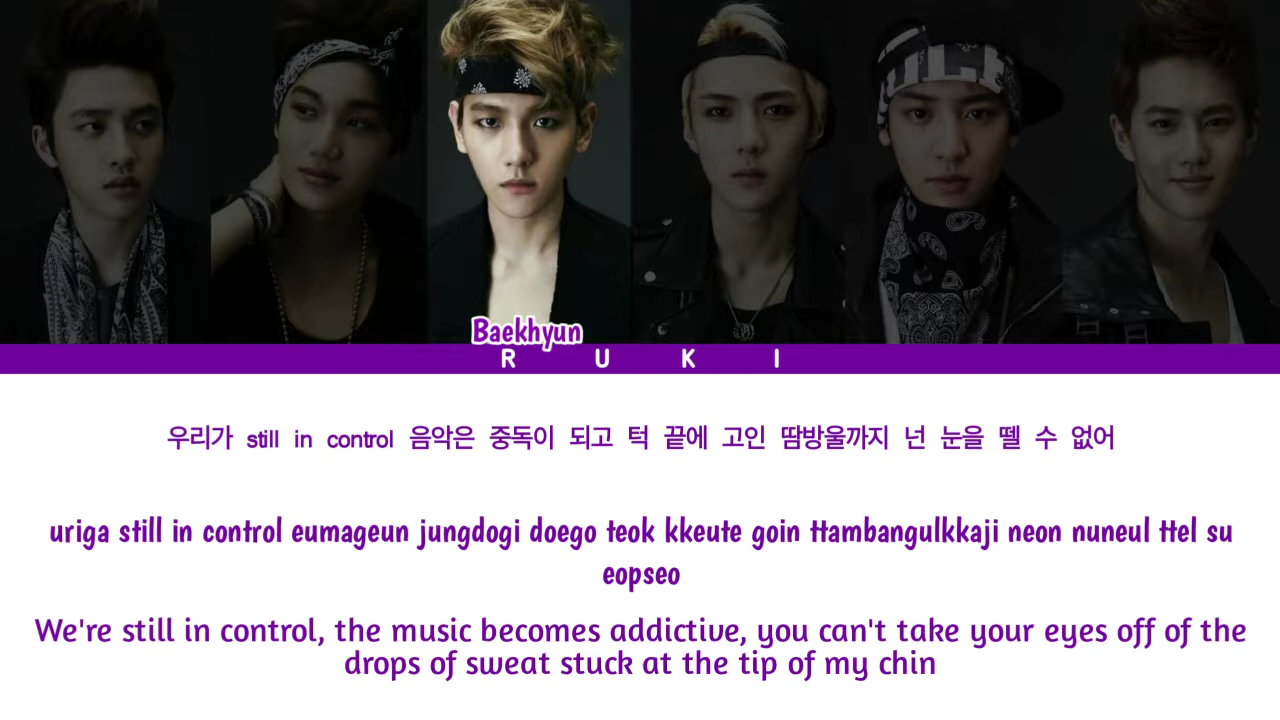 Baekhyun
R U K I
우리가 still in control 음악은 중독이 되고 턱 끝에 고인 땀방울까지 넌 눈을 뗄 수 없어
uriga still in control eumageun jungdogi doego teok kkeute goin ttambangulkkaji neon nuneul ttel su
eopseo
We're still in control, the music becomes addictive, you can't take your eyes off of the
drops of sweat stuck at the tip of my chin